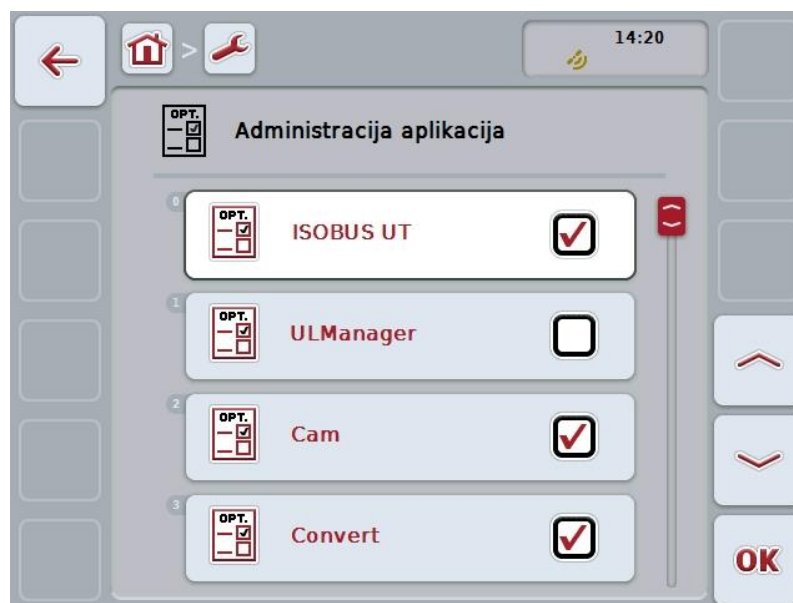 >
14:20
OPT.
Administracija aplikacija
0
OPT.
ISOBUS UT
1
OPT.
ULManager
2
OPT.
Cam
3
OPT.
Convert
OK